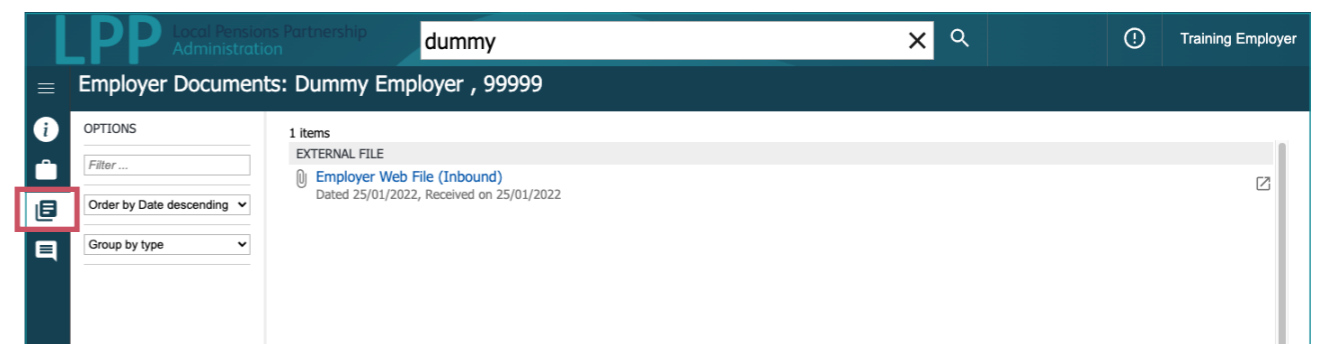 LPP Local Pensions Partnership
Administration
dummy
Training Employer
Employer Documents: Dummy Employer , 99999
OPTIONS
Filter ...
Order by Date descending
Group by type
1 items
EXTERNAL FILE
Employer Web File (Inbound)
Dated 25/01/2022, Received on 25/01/2022